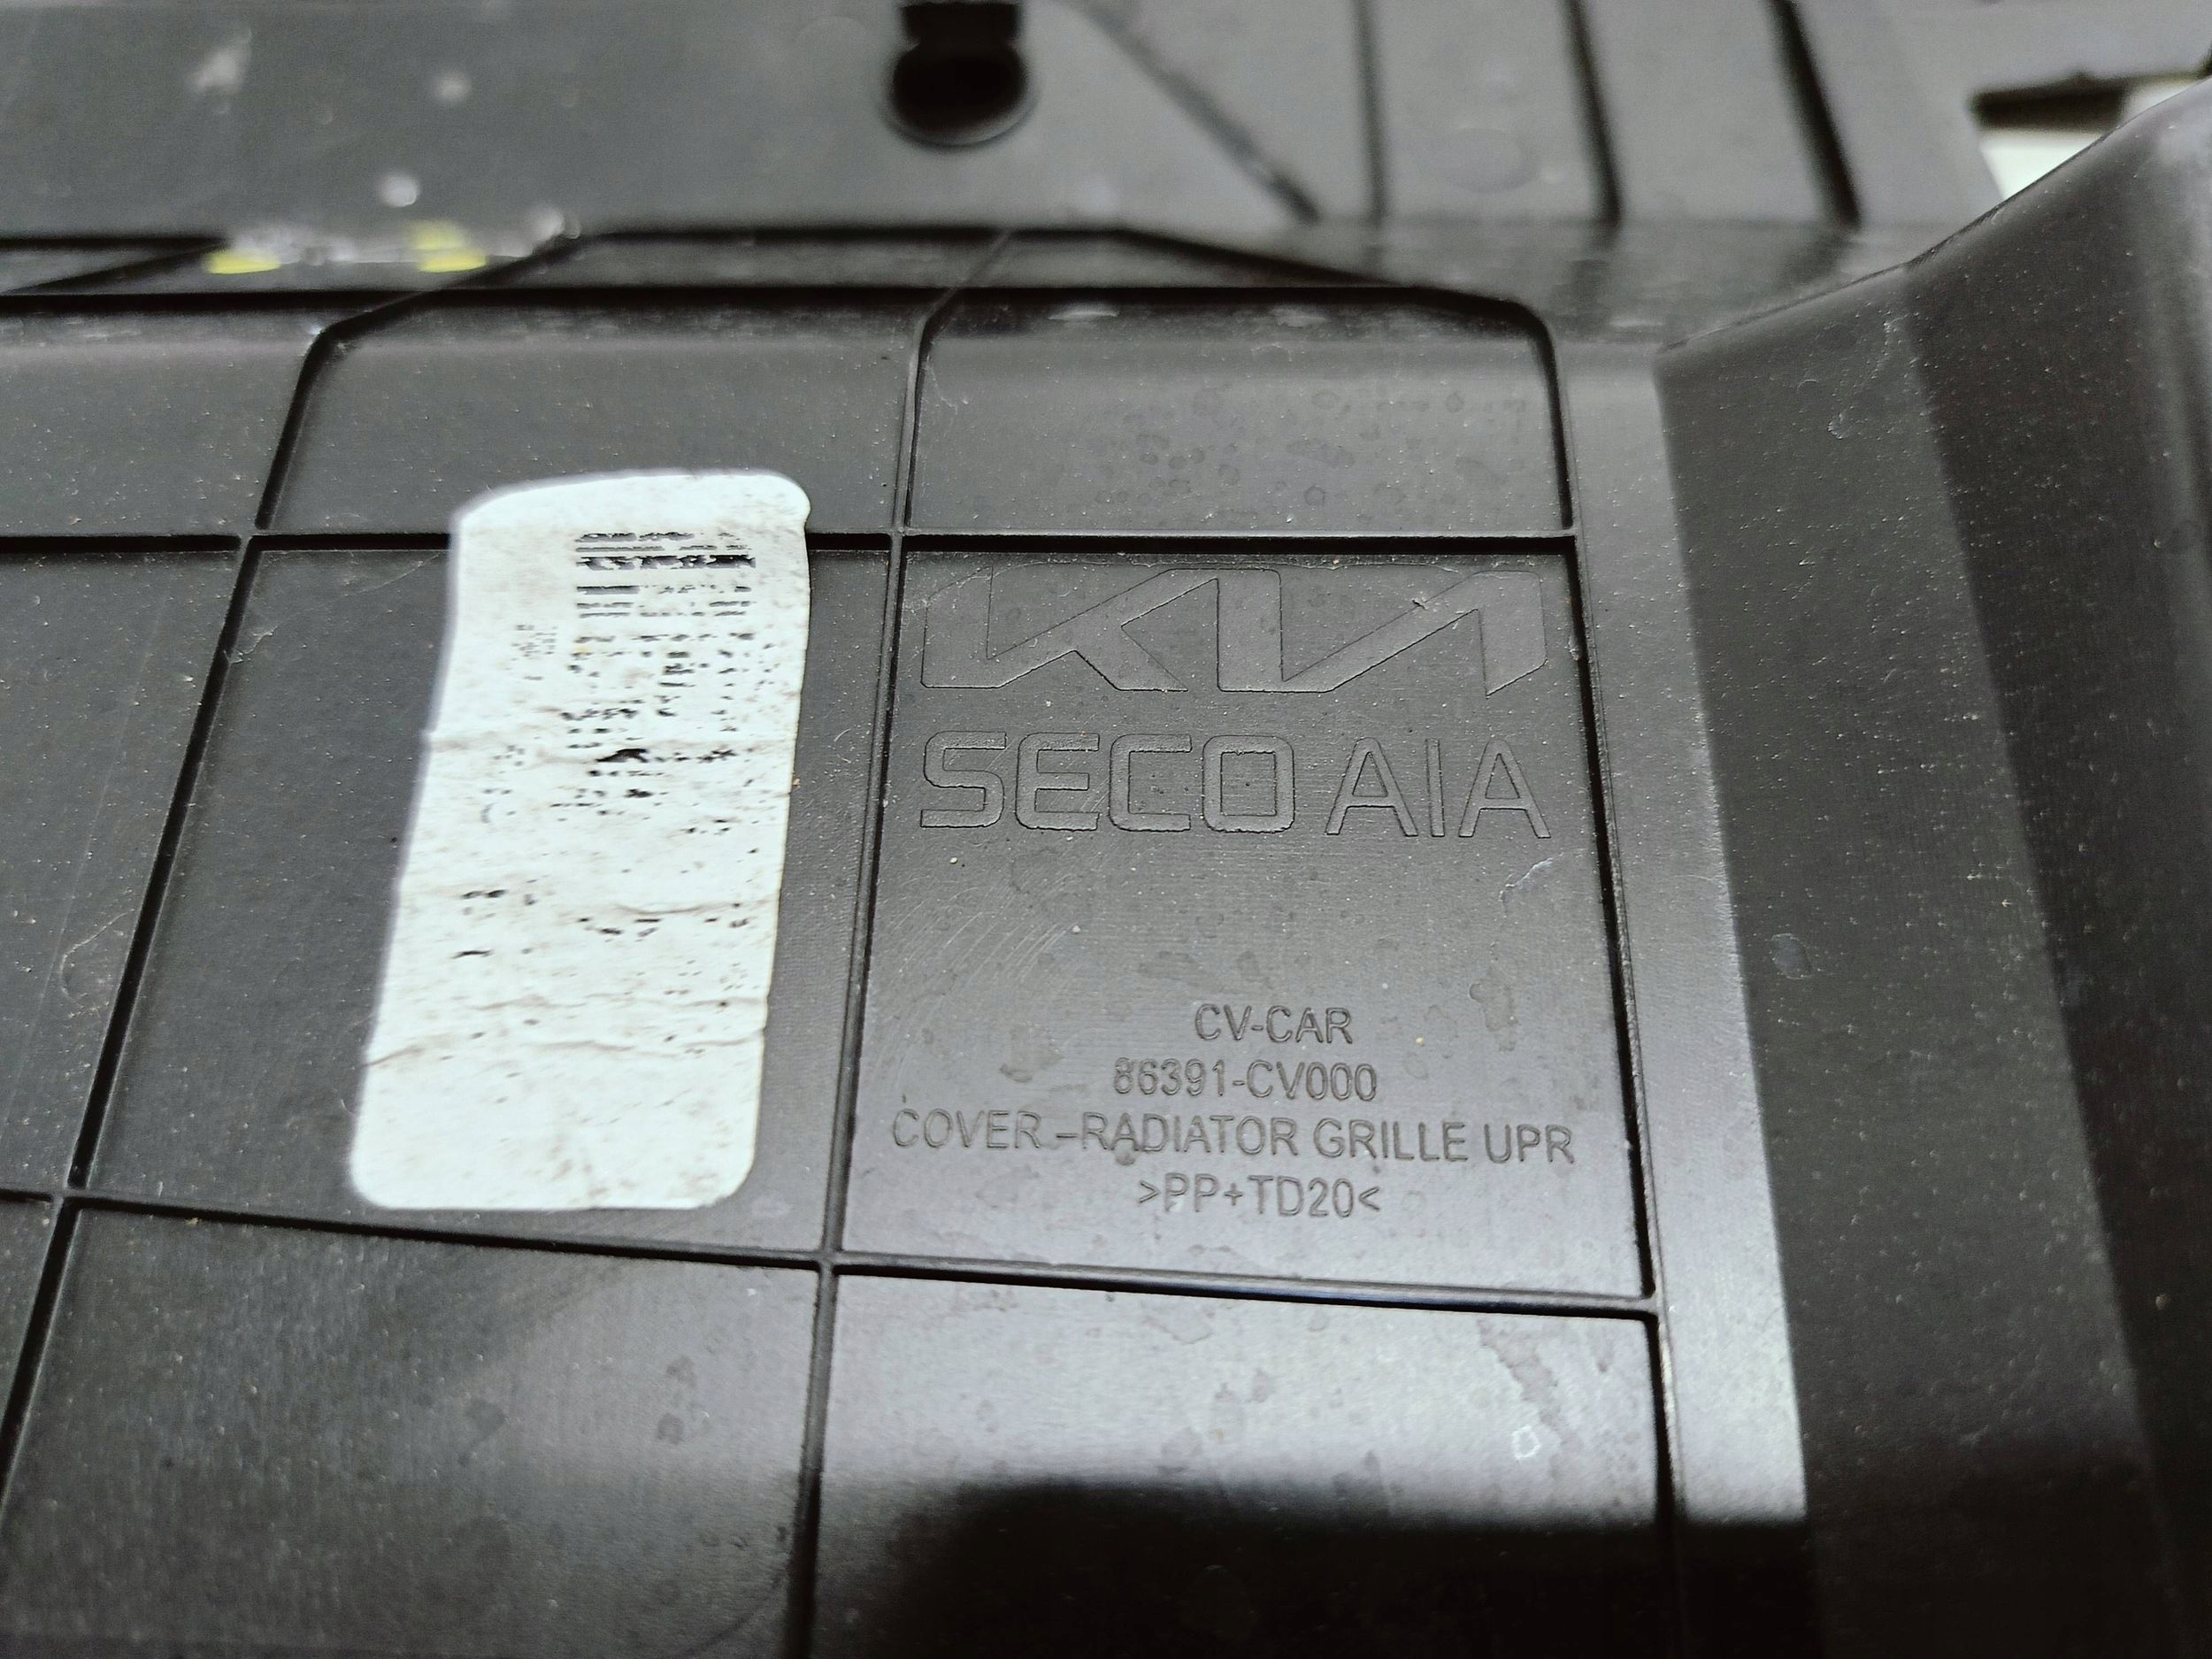 KIA
SECO AIA
CV-CAR
86391-CV000
COVER -RADIATOR GRILLE UPR
>PP+TD20<